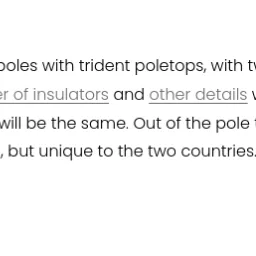 poles with trident poletops, with
er of insulators and other details
will be the same. Out of the pole
, but unique to the two countries.